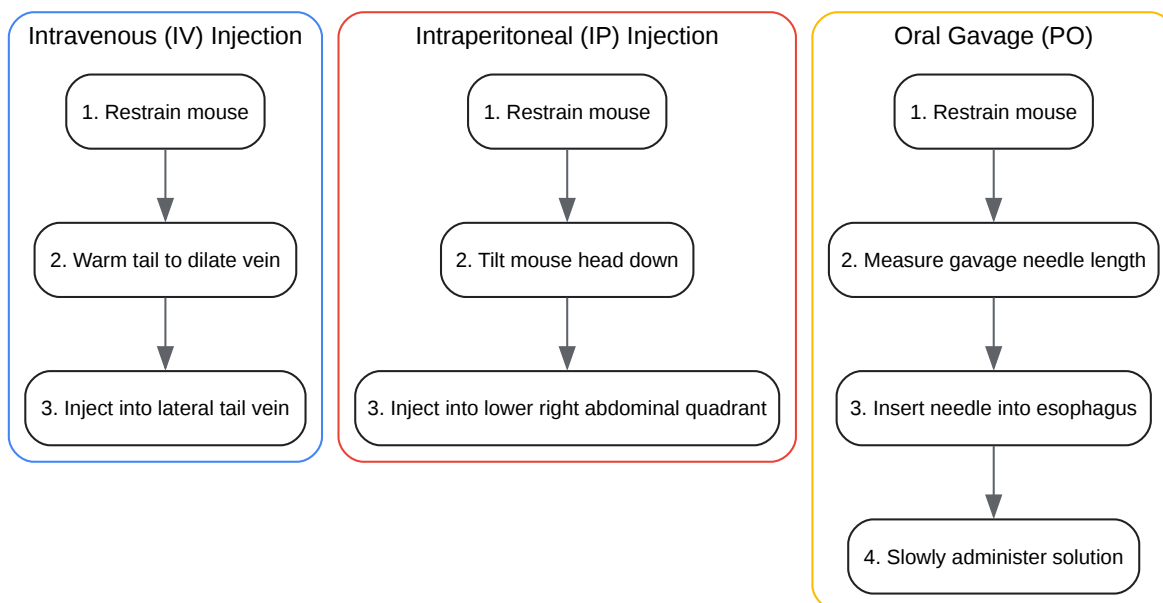 Intravenous (IV) Injection
1. Restrain mouse
2. Warm tail to dilate vein
3. Inject into lateral tail vein
Intraperitoneal (IP) Injection
1. Restrain mouse
2. Tilt mouse head down
3. Inject into lower right abdominal quadrant
Oral Gavage (PO)
1. Restrain mouse
2. Measure gavage needle length
3. Insert needle into esophagus
4. Slowly administer solution